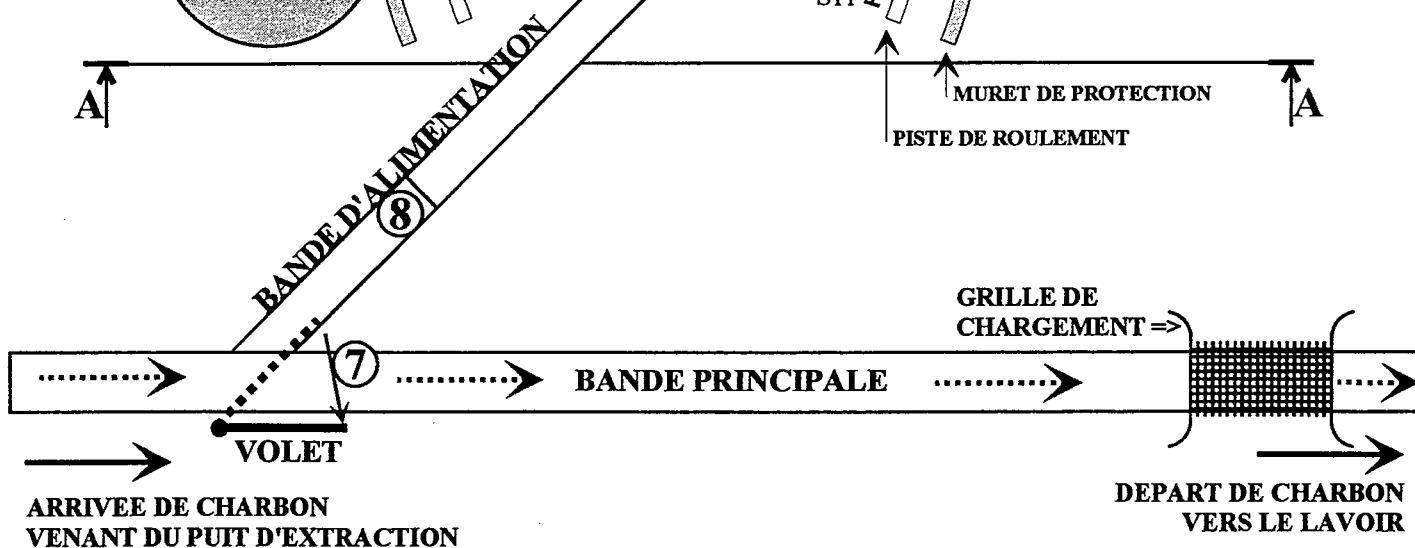 A
A
MURET DE PROTECTION
PISTE DE ROULEMENT
BANDE D'ALIMENTATION
8
GRILLE DE
CHARGEMENT =>
7
BANDE PRINCIPALE
VOLET
ARRIVEE DE CHARBON
VENANT DU PUIT D'EXTRACTION
DEPART DE CHARBON
VERS LE LAVOIR